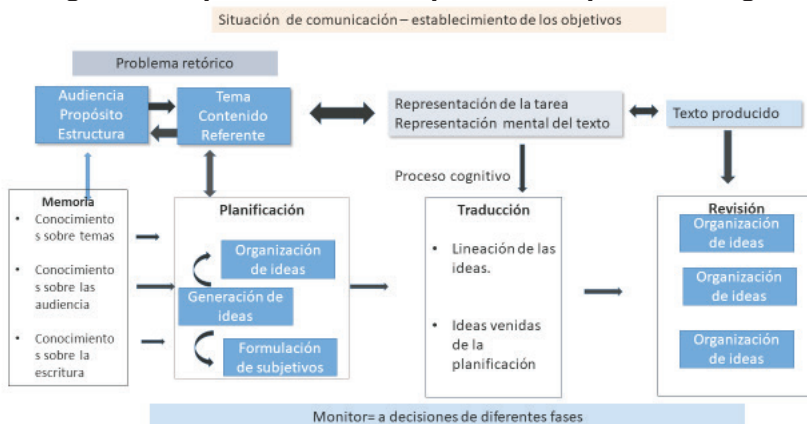 Situación de comunicación – establecimiento de los objetivos
Problema retórico
Audiencia
Propósito
Estructura
Tema
Contenido
Referente
Representación de la tarea
Representación mental del texto
Texto producido
Proceso cognitivo
Memoria
• Conocimiento
s sobre temas
• Conocimiento
s sobre las
audiencia
• Conocimiento
s sobre la
escritura
Planificación
Organización
de ideas
Generación de
ideas
Formulación
de subjetivos
Traducción
• Lineación de las
ideas.
• Ideas venidas
de la
planificación
Revisión
Organización
de ideas
Organización
de ideas
Organización
de ideas
Monitor= a decisiones de diferentes fases